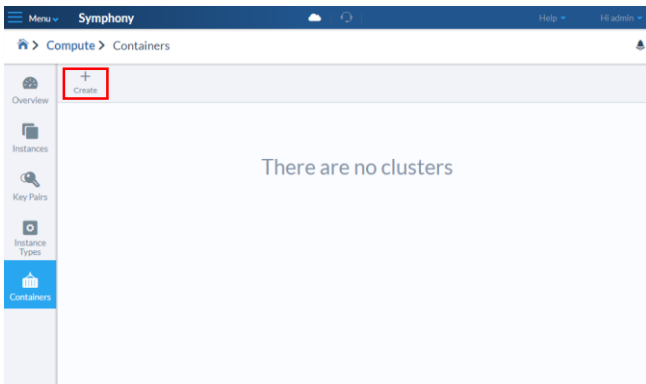 Menu Symphony Help Hi admin
> Compute > Containers
Create
Overview
Instances
Key Pairs
Instance
Types
Containers
There are no clusters